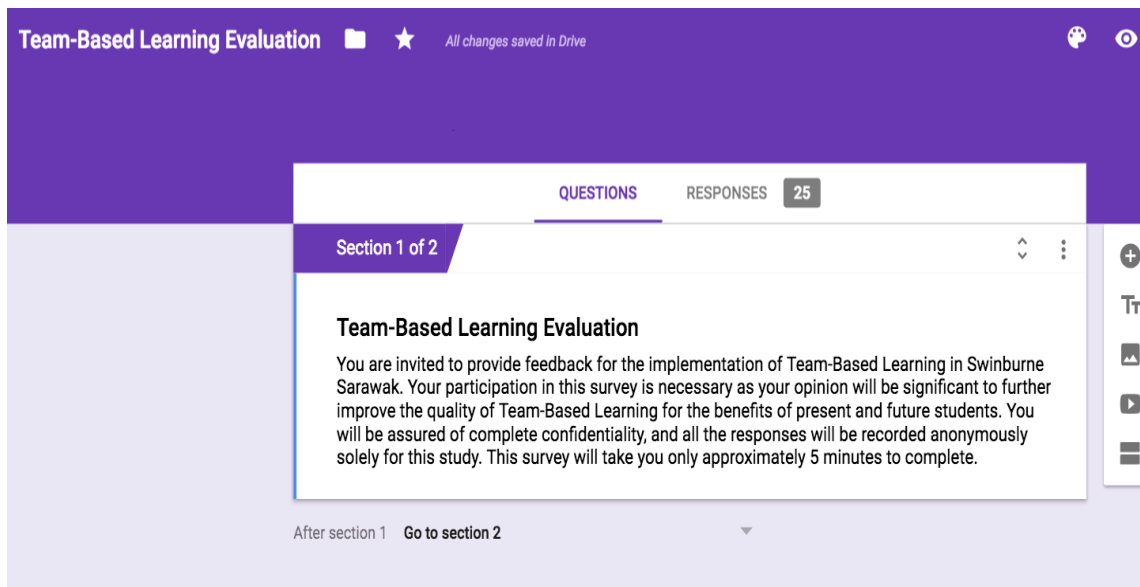 Team-Based Learning Evaluation All changes saved in Drive
QUESTIONS RESPONSES 25
Section 1 of 2
Team-Based Learning Evaluation
You are invited to provide feedback for the implementation of Team-Based Learning in Swinburne
Sarawak. Your participation in this survey is necessary as your opinion will be significant to further
improve the quality of Team-Based Learning for the benefits of present and future students. You
will be assured of complete confidentiality, and all the responses will be recorded anonymously
solely for this study. This survey will take you only approximately 5 minutes to complete.
After section 1 Go to section 2